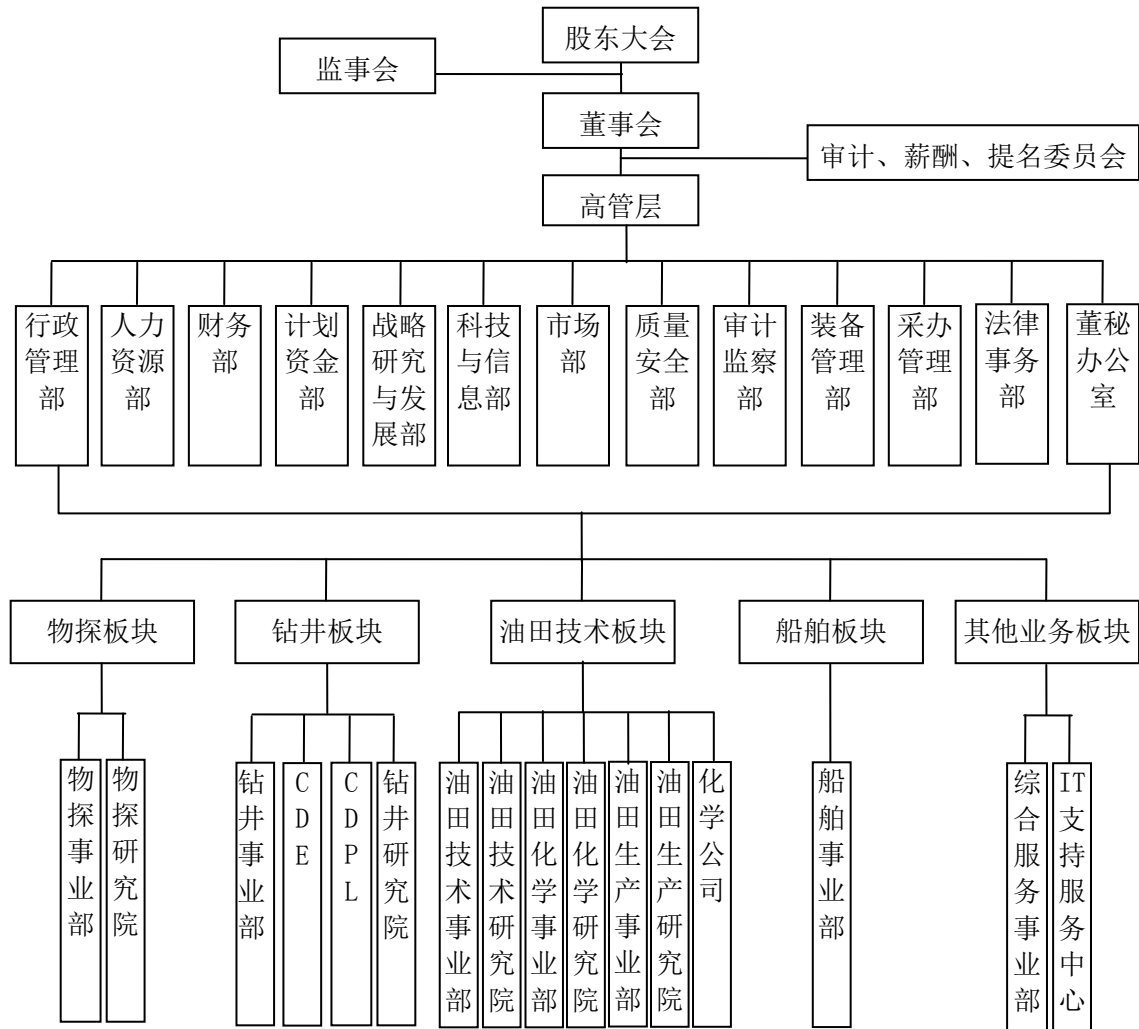 股东大会
监事会
董事会
审计、薪酬、提名委员会
高管层
行政
管理
部
人力
资源
部
财务
部
计划
资金
部
战略
研究
与发
展部
科技
与信
息部
市场
部
质量
安全
部
审计
监察
部
装备
管理
部
采办
管理
部
法律
事务
部
董秘
办公
室
物探板块
钻井板块
油田技术板块
船舶板块
其他业务板块
物探事业部
物探研究院
钻井事业部
CDE
CDPL
钻井研究院
油田技术事业部
油田技术研究院
油田化学事业部
油田化学研究院
油田生产事业部
油田生产研究院
化学公司
船舶事业部
综合服务事业部
IT支持服务中心